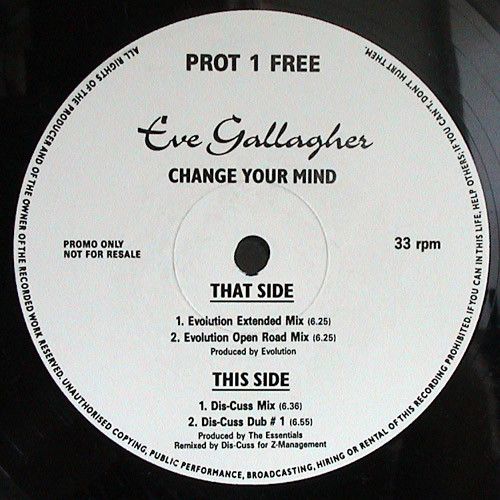 PROT 1 FREE
Eve Gallagher
CHANGE YOUR MIND
PROMO ONLY
NOT FOR RESALE
33 rpm
THAT SIDE
1. Evolution Extended Mix (6.25)
2. Evolution Open Road Mix (6.25)
Produced by Evolution
THIS SIDE
1. Dis-Cuss Mix (6.36)
2. Dis-Cuss Dub # 1 (6.55)
Produced by The Essentials
Remixed by Dis-Cuss for Z-Management
ALL RIGHTS OF THE PRODUCER AND OF THE OWNER OF THE RECORDED WORK RESERVED. UNAUTHORISED COPYING, PUBLIC PERFORMANCE, BROADCASTING, HIRING OR RENTAL OF THIS RECORDING PROHIBITED. IF YOU CAN IN THIS LIFE, HELP OTHERS; IF YOU CAN'T, DON'T HURT THEM.